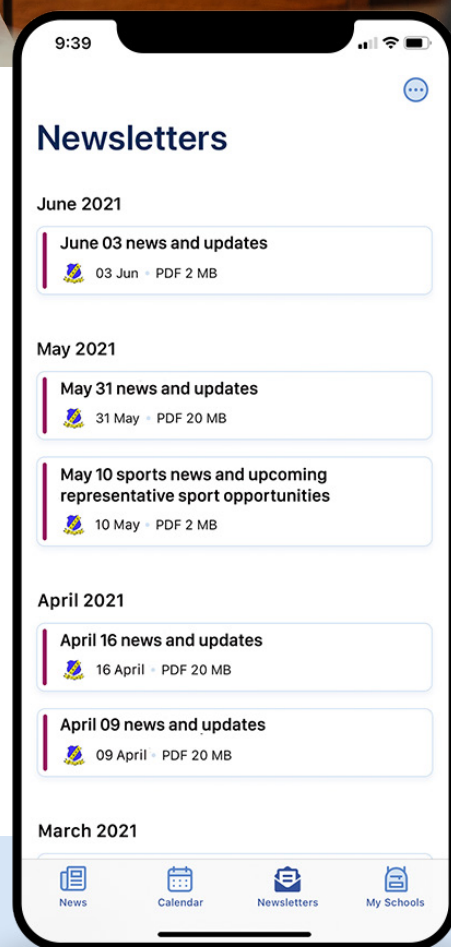 9:39
Newsletters
June 2021
June 03 news and updates
03 Jun • PDF 2 MB
May 2021
May 31 news and updates
31 May • PDF 20 MB
May 10 sports news and upcoming
representative sport opportunities
10 May • PDF 2 MB
April 2021
April 16 news and updates
16 April • PDF 20 MB
April 09 news and updates
09 April • PDF 20 MB
March 2021
News
Calendar
Newsletters
My Schools